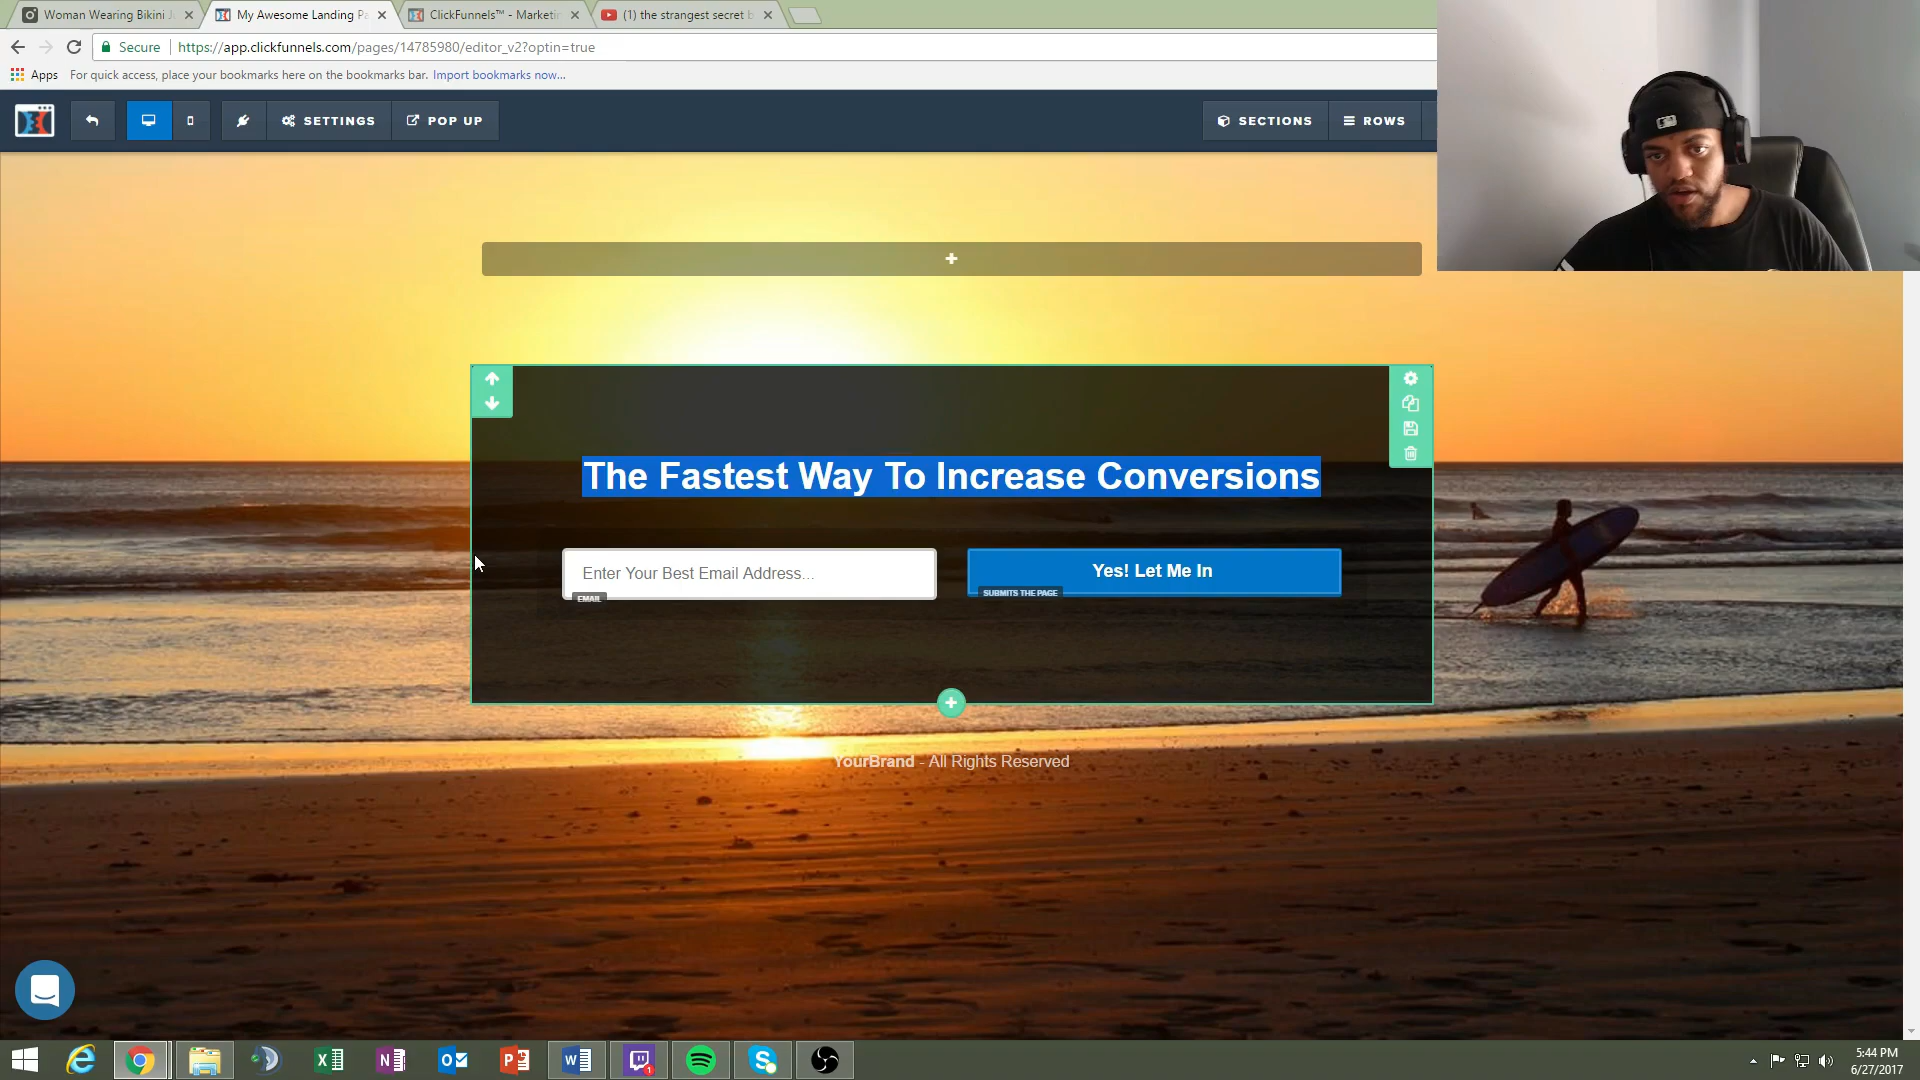 Woman Wearing Bikini
My Awesome Landing Pa
ClickFunnels™ - Marketin
(1) the strangest secret b
Secure
https://app.clickfunnels.com/pages/14785980/editor_v2?optin=true
Apps
For quick access, place your bookmarks here on the bookmarks bar. Import bookmarks now...
SETTINGS
POP UP
SECTIONS
ROWS
The Fastest Way To Increase Conversions
Enter Your Best Email Address...
EMAIL
Yes! Let Me In
SUBMITS THE PAGE
YourBrand - All Rights Reserved
5:44 PM
6/27/2017